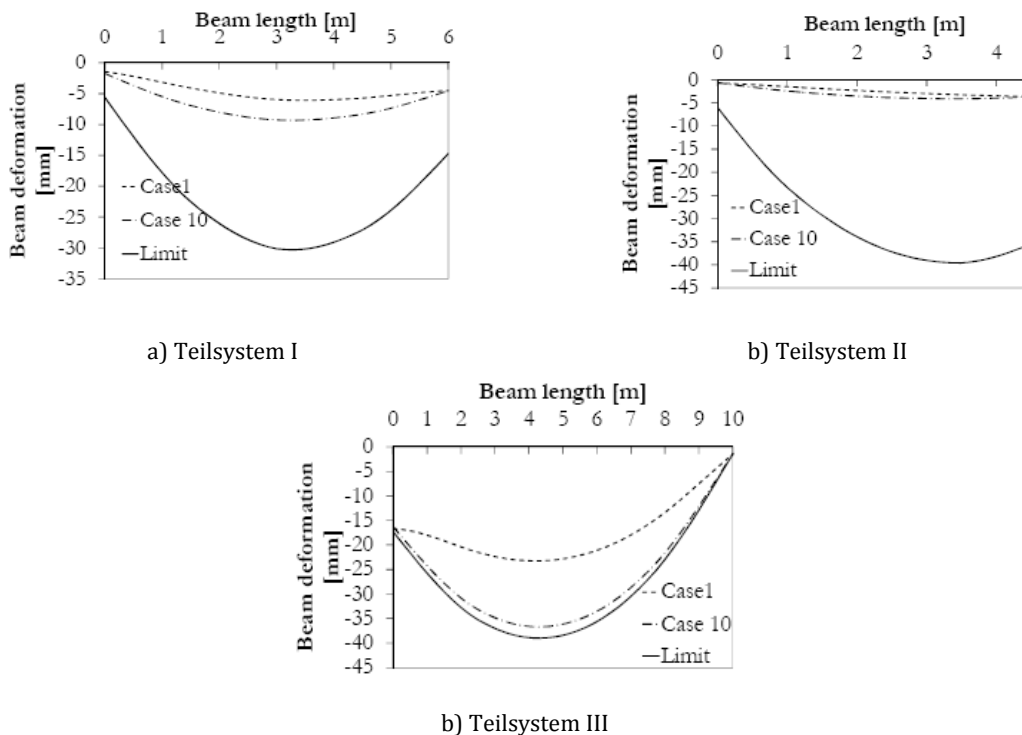 Beam length [m]
0 1 2 3 4 5 6
0
-5
-10
-15
-20
-25
-30
-35
Beam deformation
[mm]
Case1
Case 10
Limit
a) Teilsystem I
Beam length [m]
0 1 2 3 4
0
-5
-10
-15
-20
-25
-30
-35
-40
-45
Beam deformation
[mm]
Case1
Case 10
Limit
b) Teilsystem II
Beam length [m]
0 1 2 3 4 5 6 7 8 9 10
0
-5
-10
-15
-20
-25
-30
-35
-40
-45
Beam deformation
[mm]
Case1
Case 10
Limit
b) Teilsystem III